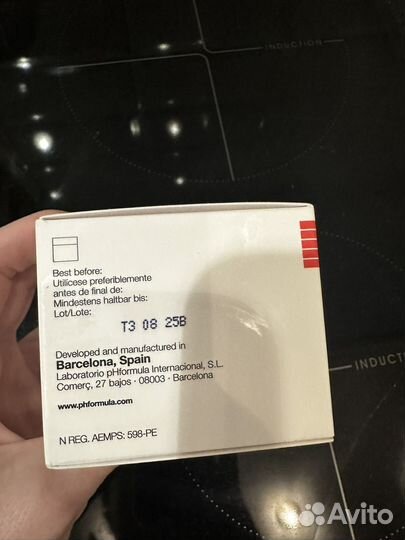 INDUCTION
Best before:
Utilícese preferiblemente
antes de final de:
Mindestens haltbar bis:
Lot/Lote:
T3 08 25B
Developed and manufactured in
Barcelona, Spain
Laboratorio pHformula Internacional, S.L.
Comerç, 27 bajos · 08003 · Barcelona
www.phformula.com
N REG. AEMPS: 598-PE
INDUCT
Avito